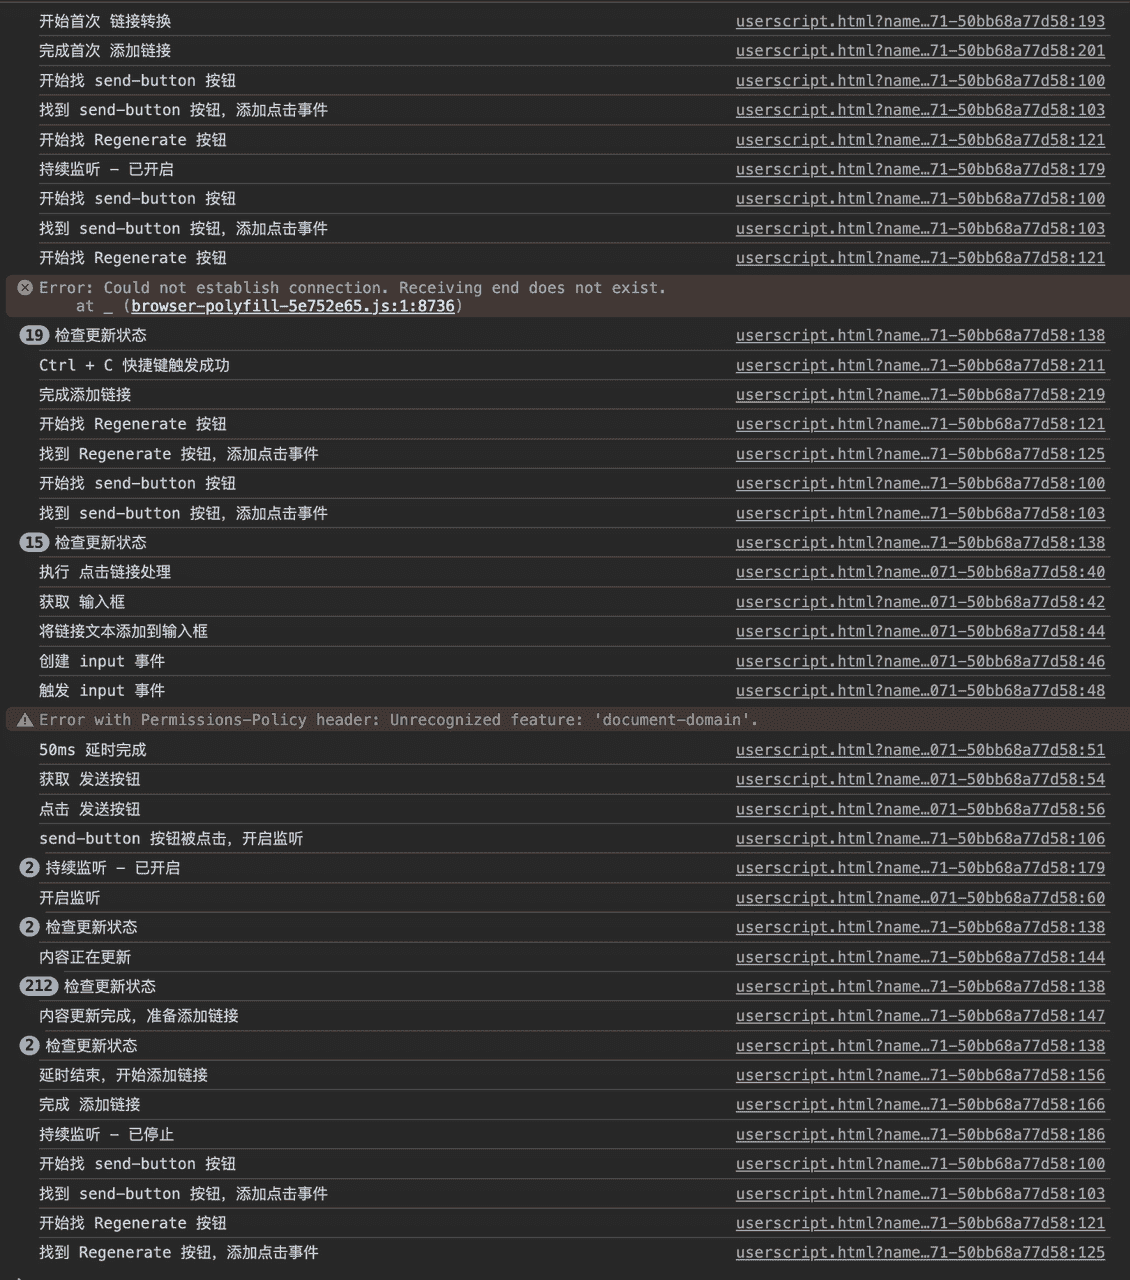 开始首次 链接转换 userscript.html?name…71-50bb68a77d58:193
完成首次 添加链接 userscript.html?name…71-50bb68a77d58:201
开始找 send-button 按钮 userscript.html?name…71-50bb68a77d58:100
找到 send-button 按钮，添加点击事件 userscript.html?name…71-50bb68a77d58:103
开始找 Regenerate 按钮 userscript.html?name…71-50bb68a77d58:121
持续监听 - 已开启 userscript.html?name…71-50bb68a77d58:179
开始找 send-button 按钮 userscript.html?name…71-50bb68a77d58:100
找到 send-button 按钮，添加点击事件 userscript.html?name…71-50bb68a77d58:103
开始找 Regenerate 按钮 userscript.html?name…71-50bb68a77d58:121
Error: Could not establish connection. Receiving end does not exist.
at _ (browser-polyfill-5e752e65.js:1:8736)
19 检查更新状态 userscript.html?name…71-50bb68a77d58:138
Ctrl + C 快捷键触发成功 userscript.html?name…71-50bb68a77d58:211
完成添加链接 userscript.html?name…71-50bb68a77d58:219
开始找 Regenerate 按钮 userscript.html?name…71-50bb68a77d58:121
找到 Regenerate 按钮，添加点击事件 userscript.html?name…71-50bb68a77d58:125
开始找 send-button 按钮 userscript.html?name…71-50bb68a77d58:100
找到 send-button 按钮，添加点击事件 userscript.html?name…71-50bb68a77d58:103
15 检查更新状态 userscript.html?name…71-50bb68a77d58:138
执行 点击链接处理 userscript.html?name…071-50bb68a77d58:40
获取 输入框 userscript.html?name…071-50bb68a77d58:42
将链接文本添加到输入框 userscript.html?name…071-50bb68a77d58:44
创建 input 事件 userscript.html?name…071-50bb68a77d58:46
触发 input 事件 userscript.html?name…071-50bb68a77d58:48
Error with Permissions-Policy header: Unrecognized feature: 'document-domain'.
50ms 延时完成 userscript.html?name…071-50bb68a77d58:51
获取 发送按钮 userscript.html?name…071-50bb68a77d58:54
点击 发送按钮 userscript.html?name…071-50bb68a77d58:56
send-button 按钮被点击，开启监听 userscript.html?name…71-50bb68a77d58:106
2 持续监听 - 已开启 userscript.html?name…71-50bb68a77d58:179
开启监听 userscript.html?name…071-50bb68a77d58:60
2 检查更新状态 userscript.html?name…71-50bb68a77d58:138
内容正在更新 userscript.html?name…71-50bb68a77d58:144
212 检查更新状态 userscript.html?name…71-50bb68a77d58:138
内容更新完成，准备添加链接 userscript.html?name…71-50bb68a77d58:147
2 检查更新状态 userscript.html?name…71-50bb68a77d58:138
延时结束，开始添加链接 userscript.html?name…71-50bb68a77d58:156
完成 添加链接 userscript.html?name…71-50bb68a77d58:166
持续监听 - 已停止 userscript.html?name…71-50bb68a77d58:186
开始找 send-button 按钮 userscript.html?name…71-50bb68a77d58:100
找到 send-button 按钮，添加点击事件 userscript.html?name…71-50bb68a77d58:103
开始找 Regenerate 按钮 userscript.html?name…71-50bb68a77d58:121
找到 Regenerate 按钮，添加点击事件 userscript.html?name…71-50bb68a77d58:125